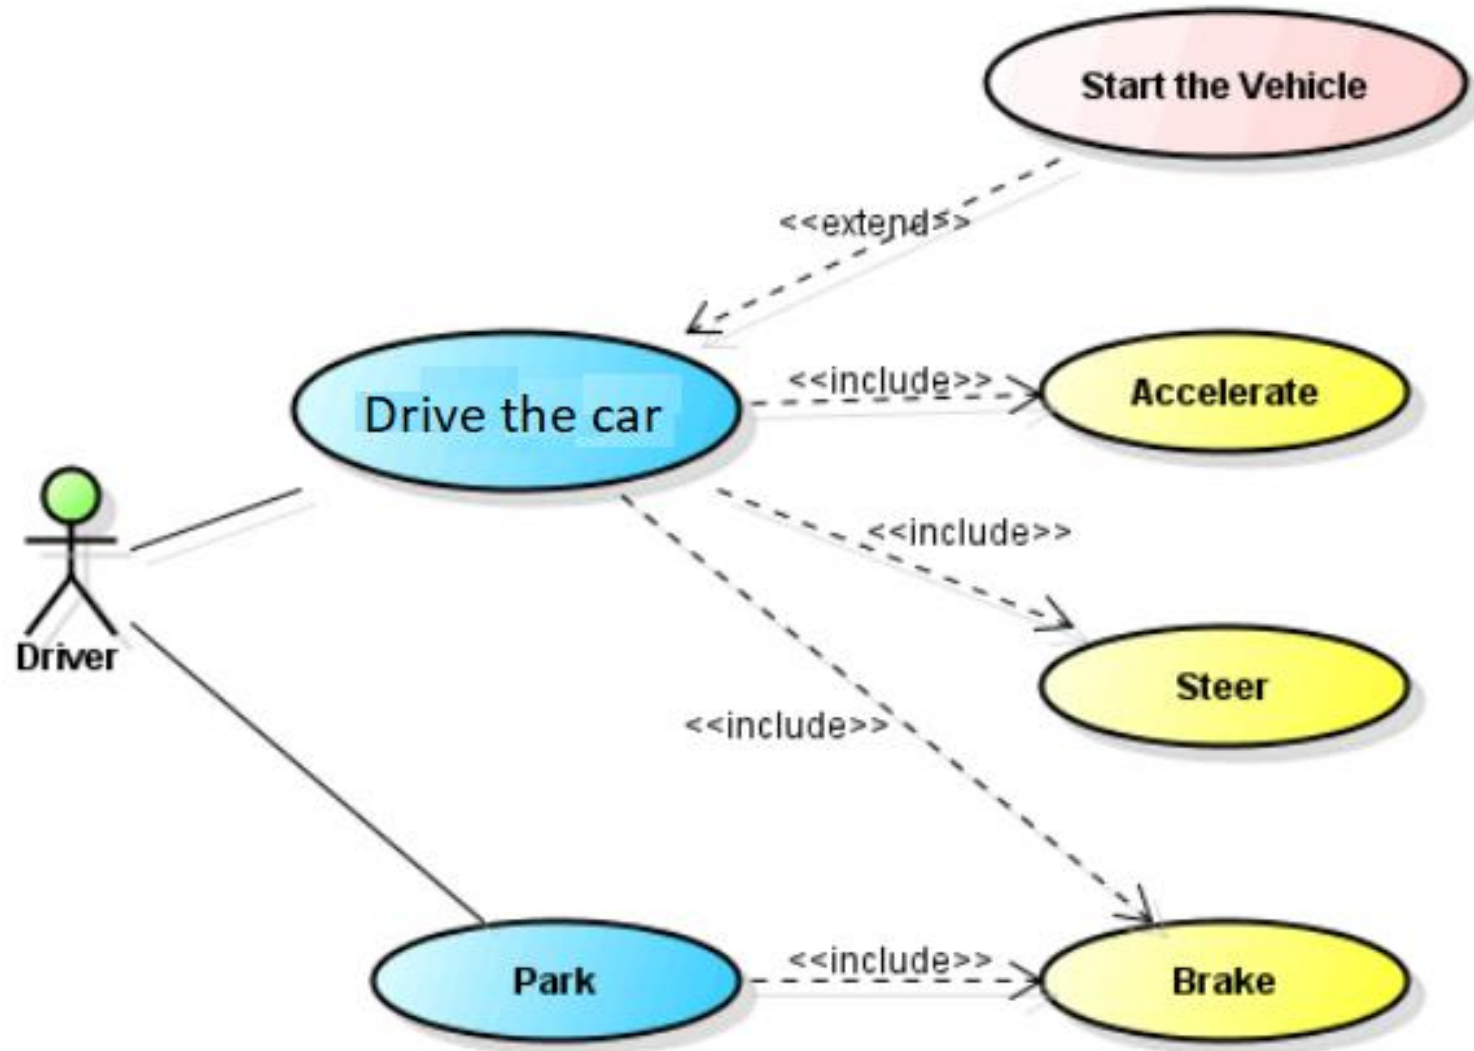 Start the Vehicle
<<extend>>
<<include>>
Accelerate
Drive the car
<<include>>
Driver
Steer
<<include>>
<<include>>
Park
Brake